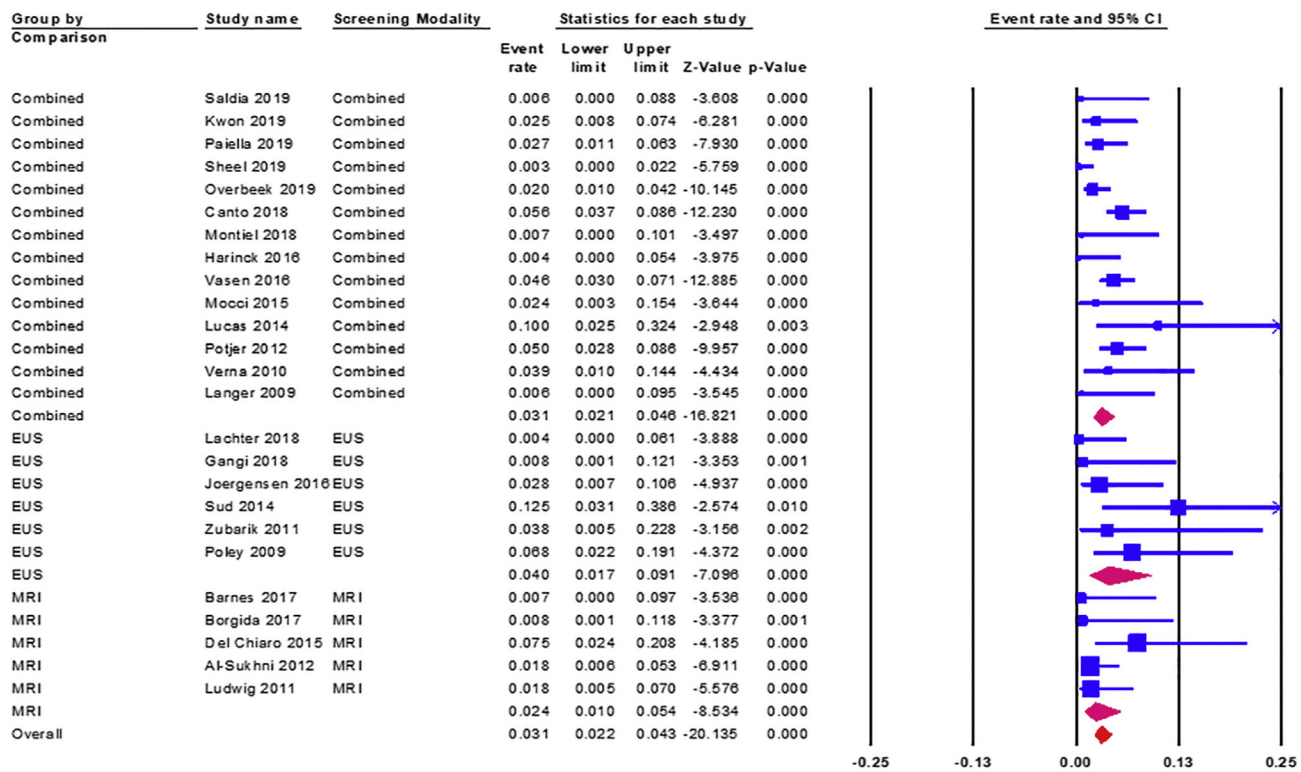 Group by Study name Screening Modality Statistics for each study Event rate and 95% CI
Comparison
Event Lower Upper
rate limit limit Z-Value p-Value
Combined Saldia 2019 Combined 0.006 0.000 0.088 -3.608 0.000
Combined Kwon 2019 Combined 0.025 0.008 0.074 -6.281 0.000
Combined Paiella 2019 Combined 0.027 0.011 0.063 -7.930 0.000
Combined Sheel 2019 Combined 0.003 0.000 0.022 -5.759 0.000
Combined Overbeek 2019 Combined 0.020 0.010 0.042 -10.145 0.000
Combined Canto 2018 Combined 0.056 0.037 0.086 -12.230 0.000
Combined Montiel 2018 Combined 0.007 0.000 0.101 -3.497 0.000
Combined Harinck 2016 Combined 0.004 0.000 0.054 -3.975 0.000
Combined Vasen 2016 Combined 0.046 0.030 0.071 -12.885 0.000
Combined Mocci 2015 Combined 0.024 0.003 0.154 -3.644 0.000
Combined Lucas 2014 Combined 0.100 0.025 0.324 -2.948 0.003
Combined Potjer 2012 Combined 0.050 0.028 0.086 -9.957 0.000
Combined Verna 2010 Combined 0.039 0.010 0.144 -4.434 0.000
Combined Langer 2009 Combined 0.006 0.000 0.095 -3.545 0.000
Combined 0.031 0.021 0.046 -16.821 0.000
EUS Lachter 2018 EUS 0.004 0.000 0.061 -3.888 0.000
EUS Gangi 2018 EUS 0.008 0.001 0.121 -3.353 0.001
EUS Joergensen 2016 EUS 0.028 0.007 0.106 -4.937 0.000
EUS Sud 2014 EUS 0.125 0.031 0.386 -2.574 0.010
EUS Zubarik 2011 EUS 0.038 0.005 0.228 -3.156 0.002
EUS Poley 2009 EUS 0.068 0.022 0.191 -4.372 0.000
EUS 0.040 0.017 0.091 -7.096 0.000
MRI Barnes 2017 MRI 0.007 0.000 0.097 -3.536 0.000
MRI Borgida 2017 MRI 0.008 0.001 0.118 -3.377 0.001
MRI Del Chiaro 2015 MRI 0.075 0.024 0.208 -4.185 0.000
MRI Al-Sukhni 2012 MRI 0.018 0.006 0.053 -6.911 0.000
MRI Ludwig 2011 MRI 0.018 0.005 0.070 -5.576 0.000
MRI 0.024 0.010 0.054 -8.534 0.000
Overall 0.031 0.022 0.043 -20.135 0.000
-0.25 -0.13 0.00 0.13 0.25